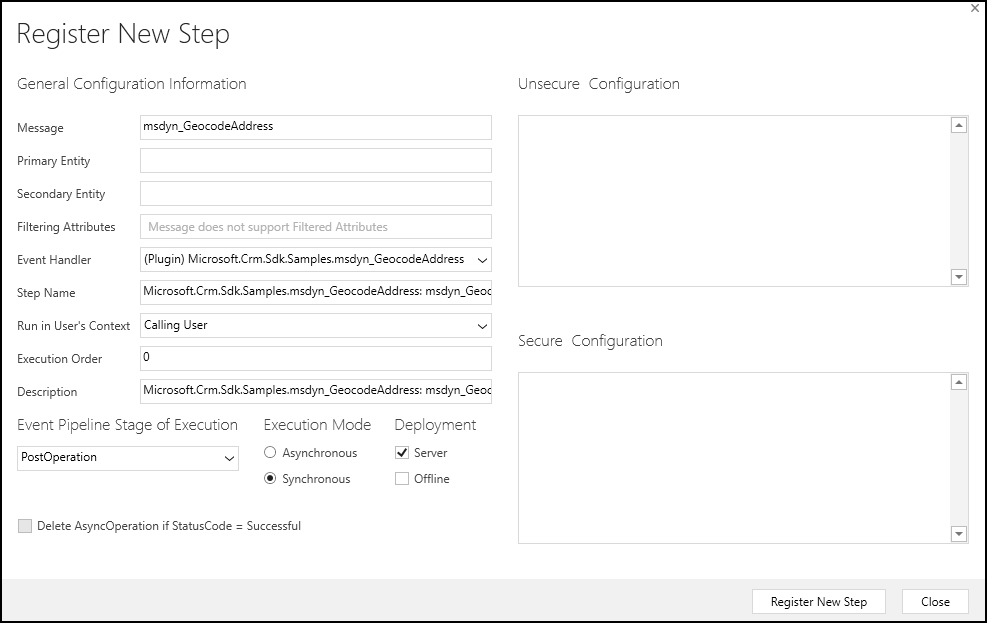 Register New Step
General Configuration Information
Message
msdyn_GeocodeAddress
Primary Entity
Secondary Entity
Filtering Attributes
Message does not support Filtered Attributes
Event Handler
(Plugin) Microsoft.Crm.Sdk.Samples.msdyn_GeocodeAddress
Step Name
Microsoft.Crm.Sdk.Samples.msdyn_GeocodeAddress: msdyn_Geoc
Run in User's Context
Calling User
Execution Order
0
Description
Microsoft.Crm.Sdk.Samples.msdyn_GeocodeAddress: msdyn_Geoc
Event Pipeline Stage of Execution
PostOperation
Execution Mode
Asynchronous
Synchronous
Deployment
Server
Offline
Delete AsyncOperation if StatusCode = Successful
Unsecure Configuration
Secure Configuration
Register New Step
Close